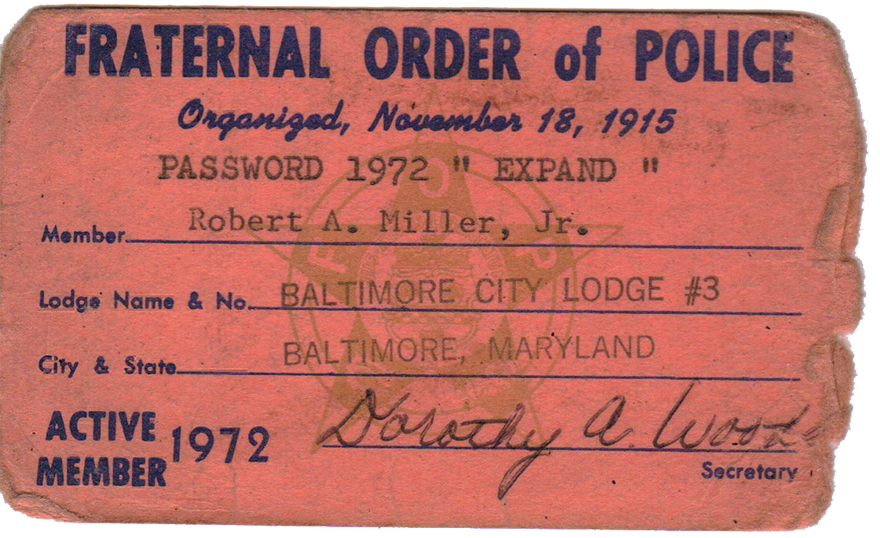 FRATERNAL ORDER of POLICE
Organized, November 18, 1915
PASSWORD 1972 " EXPAND "
Member Robert A. Miller, Jr.
Lodge Name & No. BALTIMORE CITY LODGE #3
City & State BALTIMORE, MARYLAND
ACTIVE MEMBER 1972
Dorothy A. Woods
Secretary
F O P